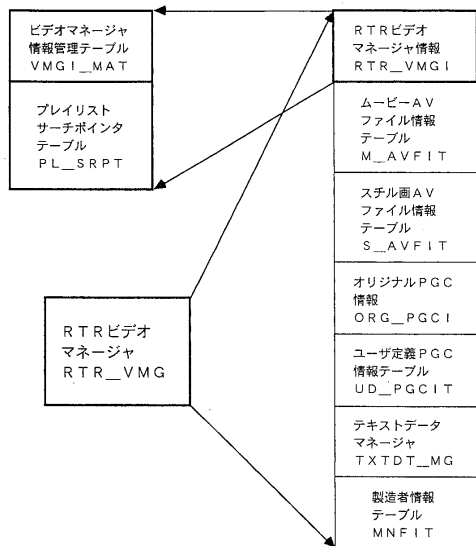 ビデオマネージャ
情報管理テーブル
ＶＭＧＩ＿ＭＡＴ
プレイリスト
サーチポインタ
テーブル
ＰＬ＿ＳＲＰＴ
ＲＴＲビデオ
マネージャ
ＲＴＲ＿ＶＭＧ
ＲＴＲビデオ
マネージャ情報
ＲＴＲ＿ＶＭＧＩ
ムービーＡＶ
ファイル情報
テーブル
Ｍ＿ＡＶＦＩＴ
スチル画ＡＶ
ファイル情報
テーブル
Ｓ＿ＡＶＦＩＴ
オリジナルＰＧＣ
情報
ＯＲＧ＿ＰＧＣＩ
ユーザ定義ＰＧＣ
情報テーブル
ＵＤ＿ＰＧＣＩＴ
テキストデータ
マネージャ
ＴＸＴＤＴ＿ＭＧ
製造者情報
テーブル
ＭＮＦＩＴ